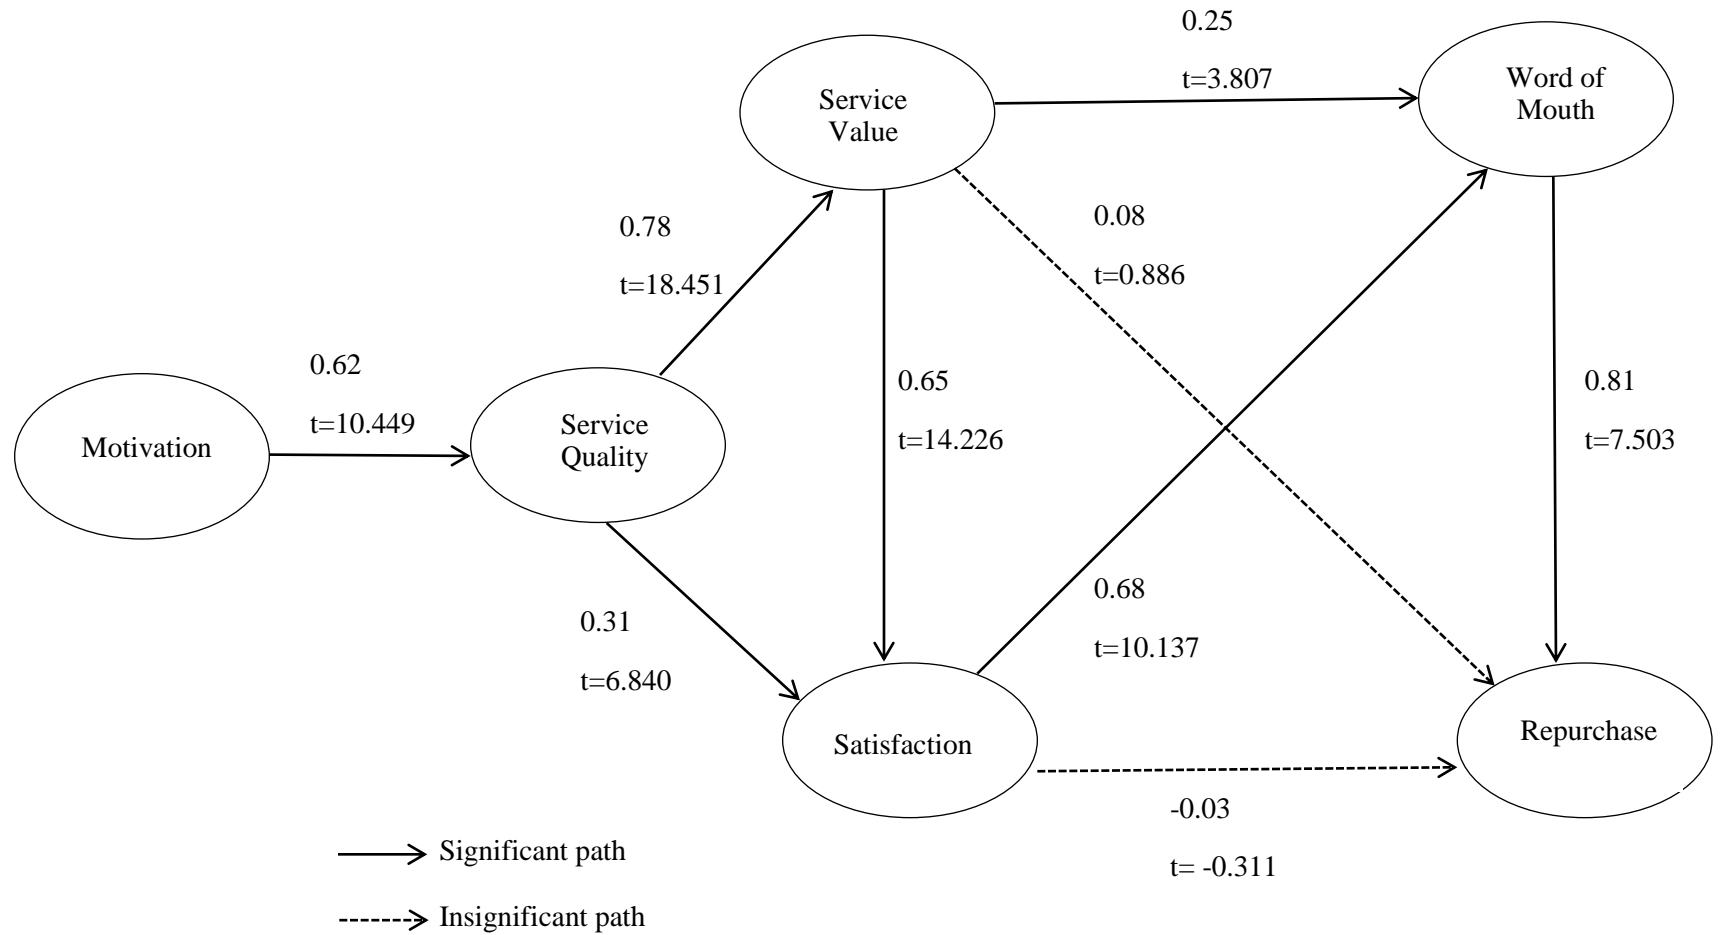 0.25
t=3.807
Service
Value
Word of
Mouth
0.78
t=18.451
0.08
t=0.886
0.62
t=10.449
0.65
t=14.226
0.81
t=7.503
Motivation
Service
Quality
0.31
t=6.840
0.68
t=10.137
Satisfaction
Repurchase
-0.03
t= -0.311
Significant path
Insignificant path